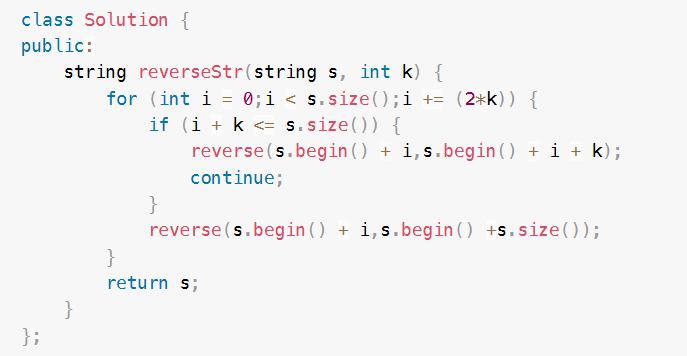 class Solution {
public:
    string reverseStr(string s, int k) {
        for (int i = 0;i < s.size();i += (2*k)) {
            if (i + k <= s.size()) {
                reverse(s.begin() + i,s.begin() + i + k);
                continue;
            }
            reverse(s.begin() + i,s.begin() +s.size());
        }
        return s;
    }
};